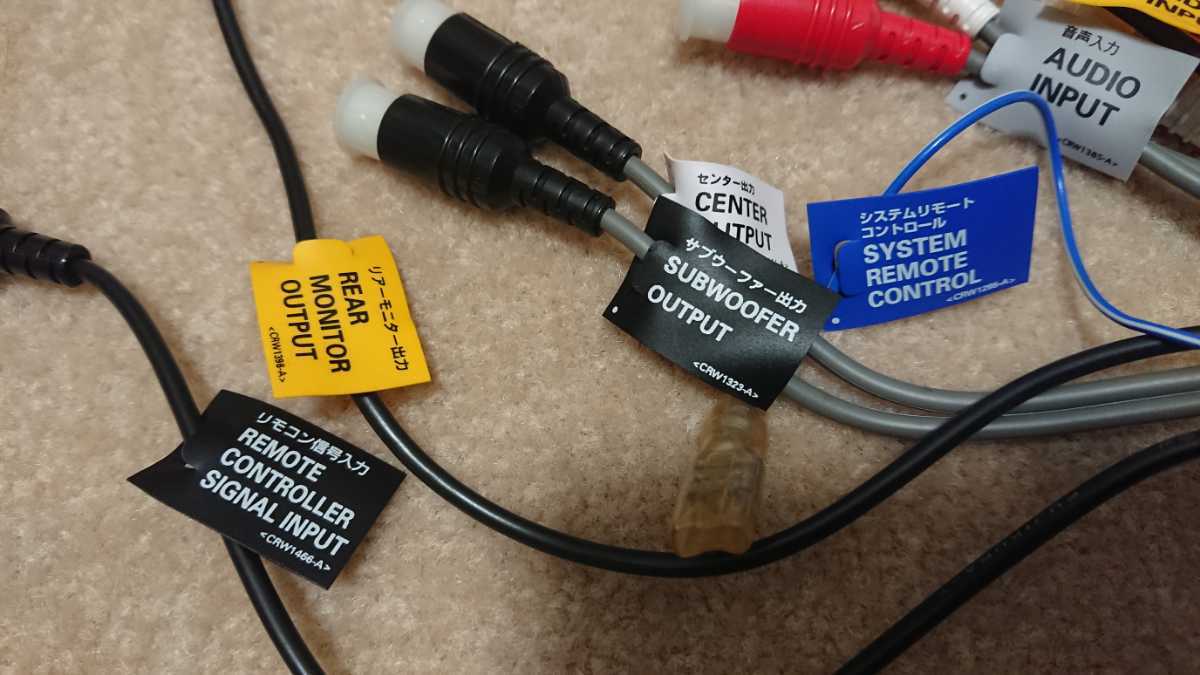 音声入力
AUDIO
INPUT
<CRW1385-A>
センター出力
CENTER
OUTPUT
システムリモート
コントロール
SYSTEM
REMOTE
CONTROL
<CRW1298-A>
サブウーファー出力
SUBWOOFER
OUTPUT
<CRW1323-A>
リアーモニター出力
REAR
MONITOR
OUTPUT
<CRW1398-A>
リモコン信号入力
REMOTE
CONTROLLER
SIGNAL INPUT
<CRW1466-A>